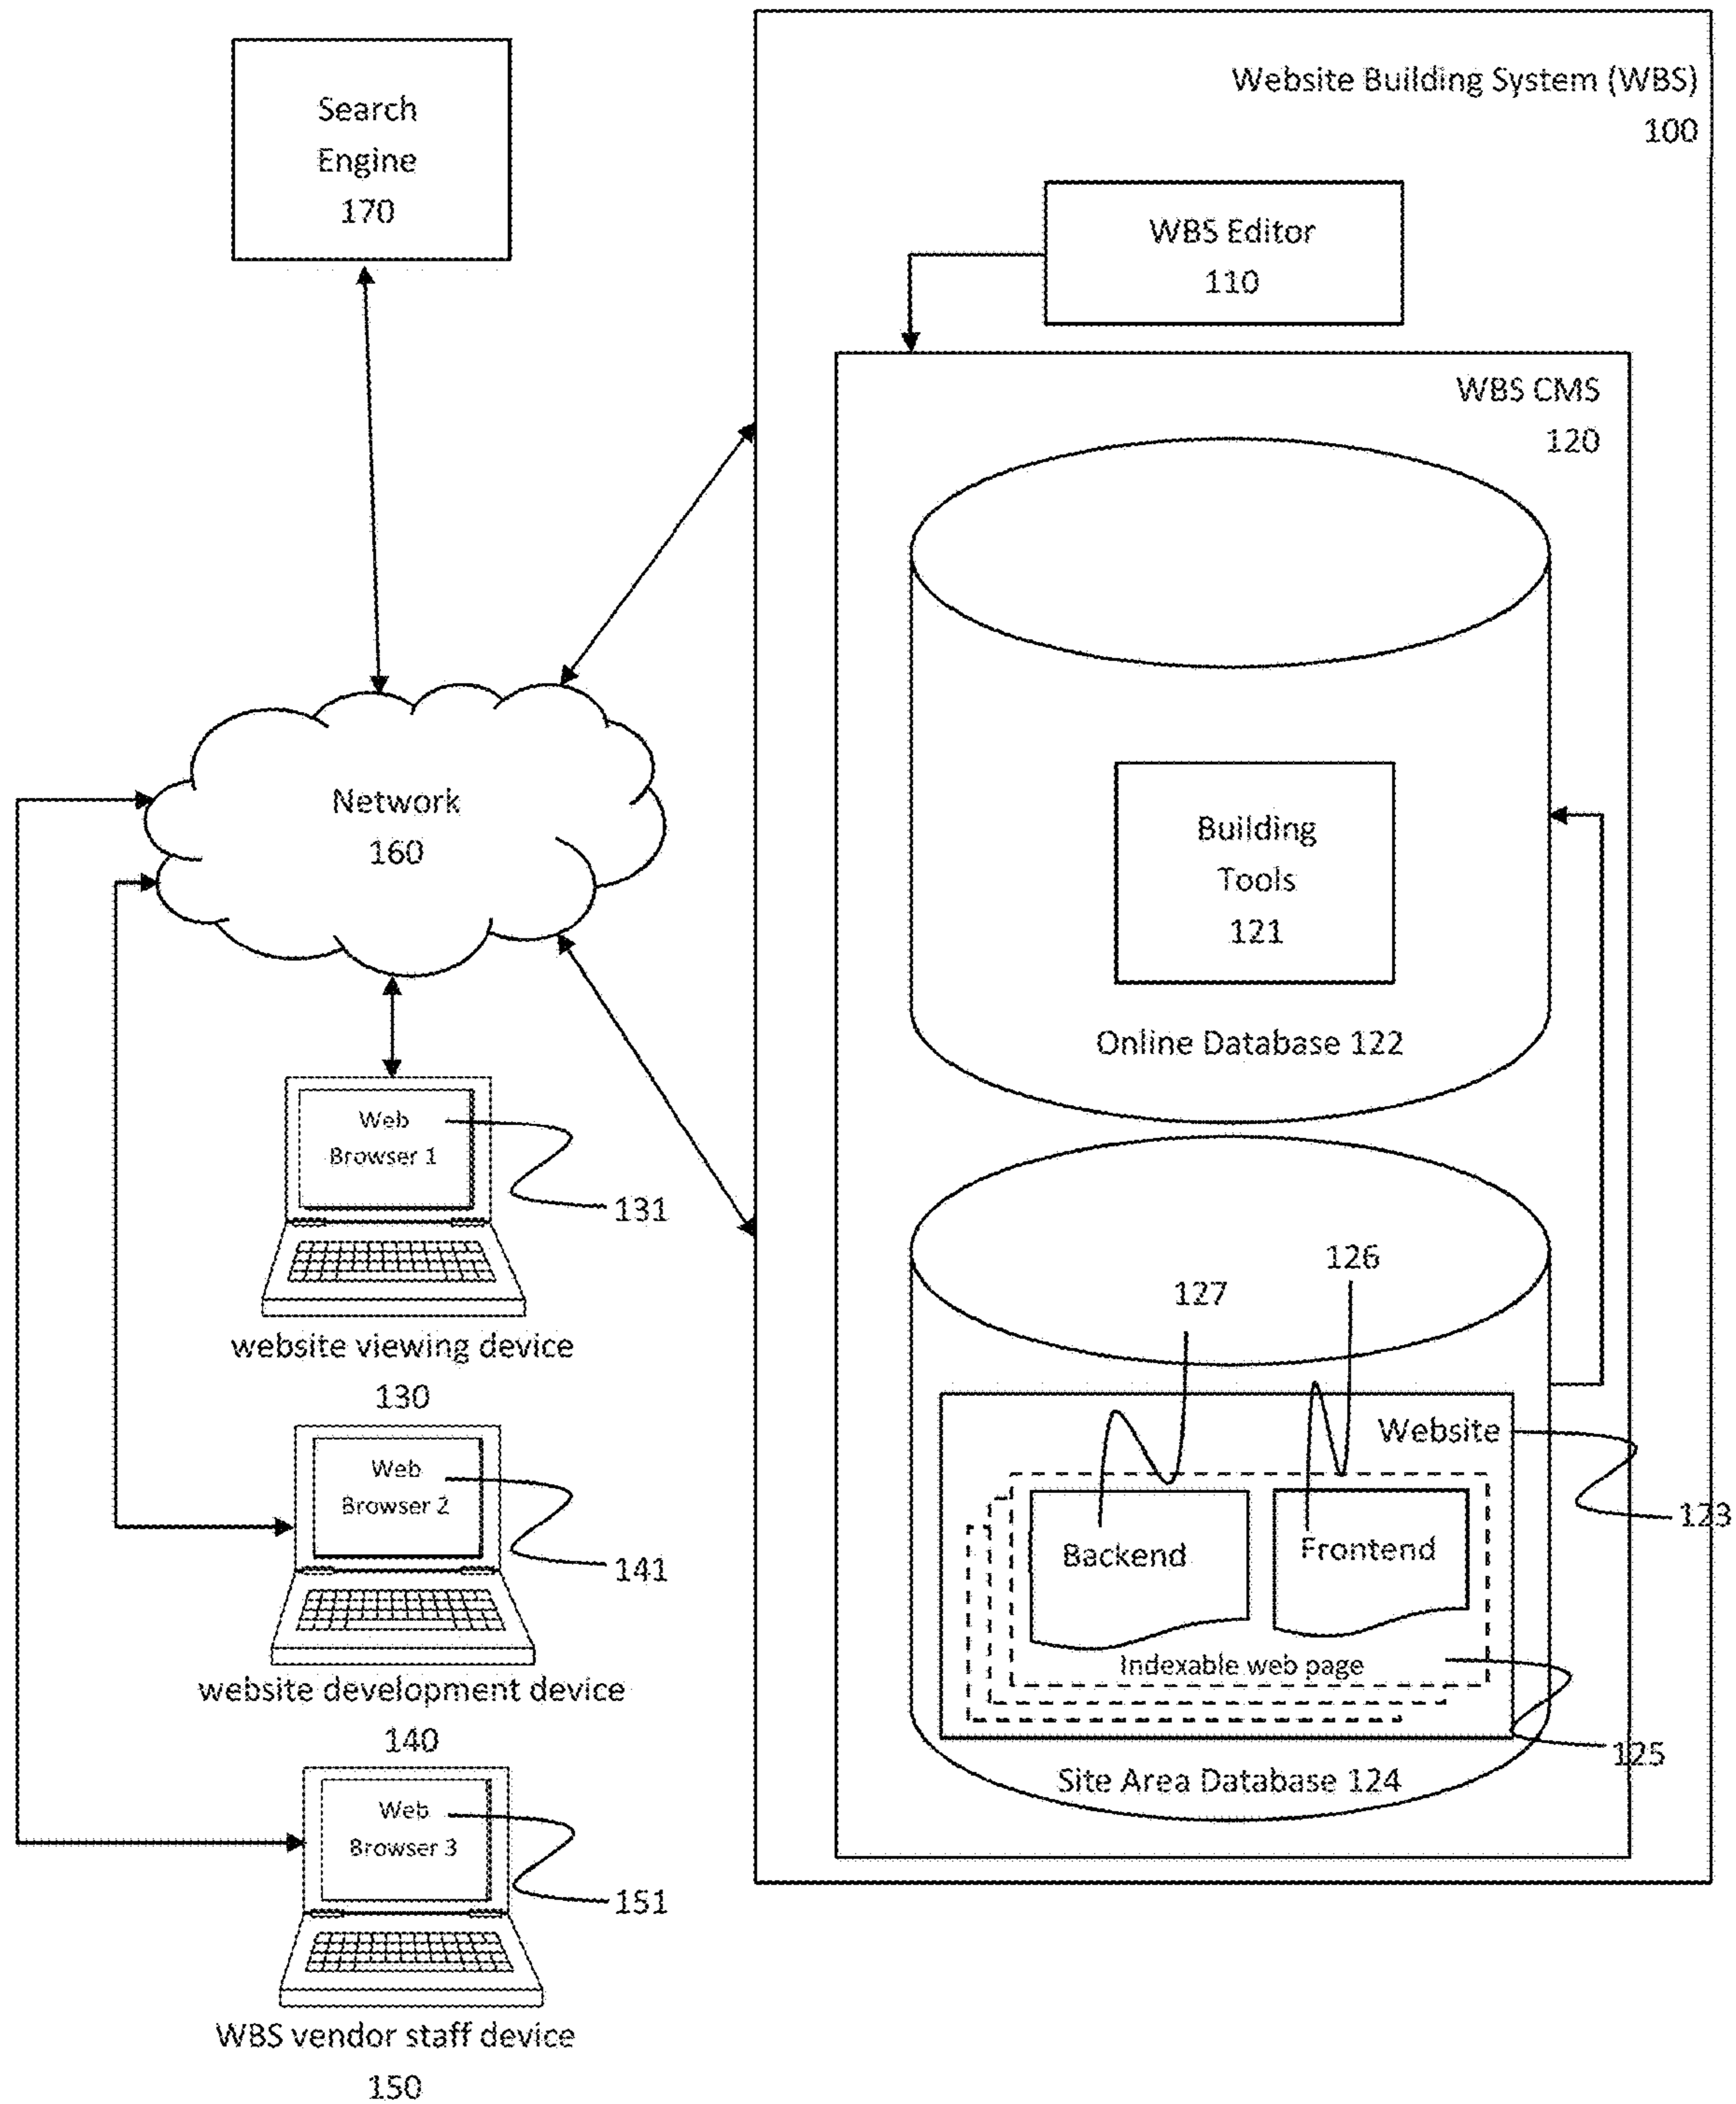 Search
Engine
170
Website Building System (WBS)
100
WBS Editor
110
WBS CMS
120
Network
160
Building
Tools
121
Online Database 122
Web
Browser 1
131
website viewing device
130
127
126
Website
123
Backend
Frontend
Indexable web page
125
Site Area Database 124
Web
Browser 2
141
website development device
140
Web
Browser 3
151
WBS vendor staff device
150